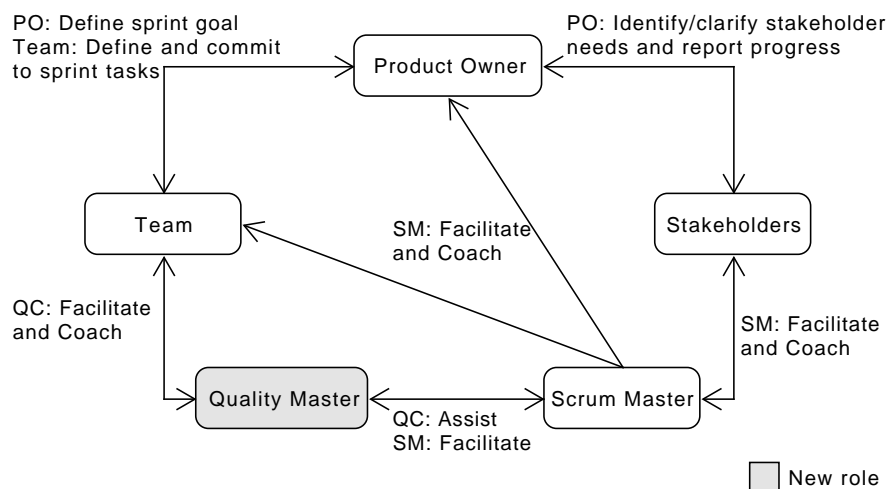 PO: Define sprint goal
Team: Define and commit
to sprint tasks
PO: Identify/clarify stakeholder
needs and report progress
Product Owner
Team
SM: Facilitate
and Coach
Stakeholders
QC: Facilitate
and Coach
SM: Facilitate
and Coach
Quality Master
QC: Assist
SM: Facilitate
Scrum Master
New role